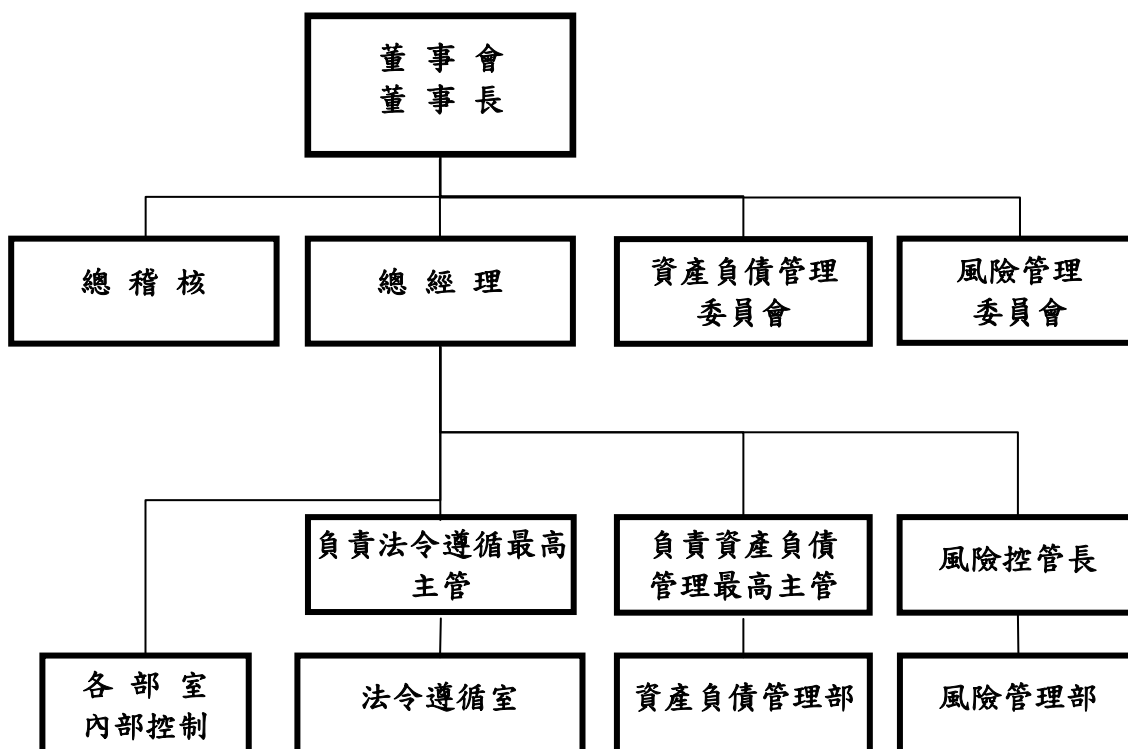 董 事 會
董 事 長
總 稽 核
總 經 理
資產負債管理
委員會
風險管理
委員會
負責法令遵循最高
主管
負責資產負債
管理最高主管
風險控管長
各 部 室
內部控制
法令遵循室
資產負債管理部
風險管理部